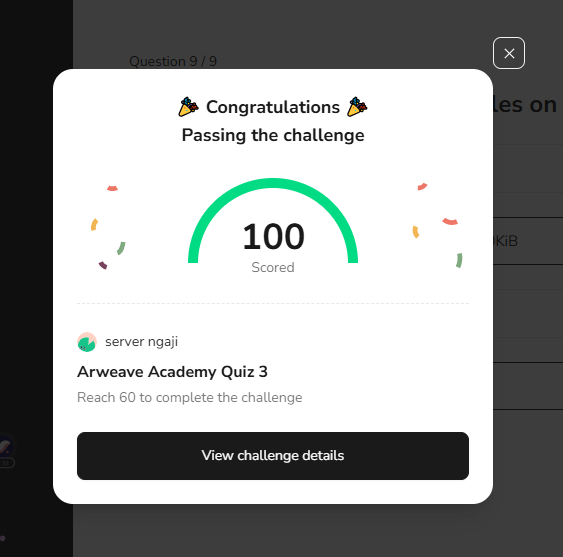 Question 9 / 9
les on
Congratulations
Passing the challenge
100
Scored
KiB
server ngaji
Arweave Academy Quiz 3
Reach 60 to complete the challenge
View challenge details